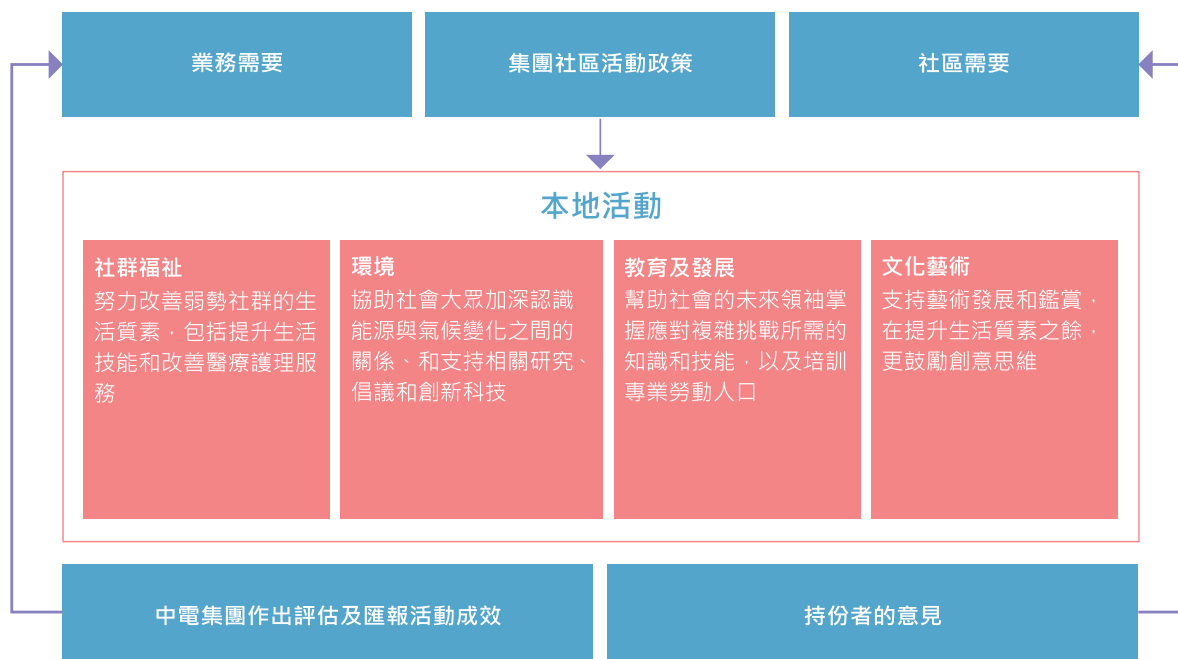 業務需要
集團社區活動政策
社區需要
本地活動
社群福祉
努力改善弱勢社群的生
活質素，包括提升生活
技能和改善醫療護理服
務
環境
協助社會大眾加深認識
能源與氣候變化之間的
關係、和支持相關研究、
倡議和創新科技
教育及發展
幫助社會的未來領袖掌
握應對複雜挑戰所需的
知識和技能，以及培訓
專業勞動人口
文化藝術
支持藝術發展和鑑賞，
在提升生活質素之餘，
更鼓勵創意思維
中電集團作出評估及匯報活動成效
持份者的意見